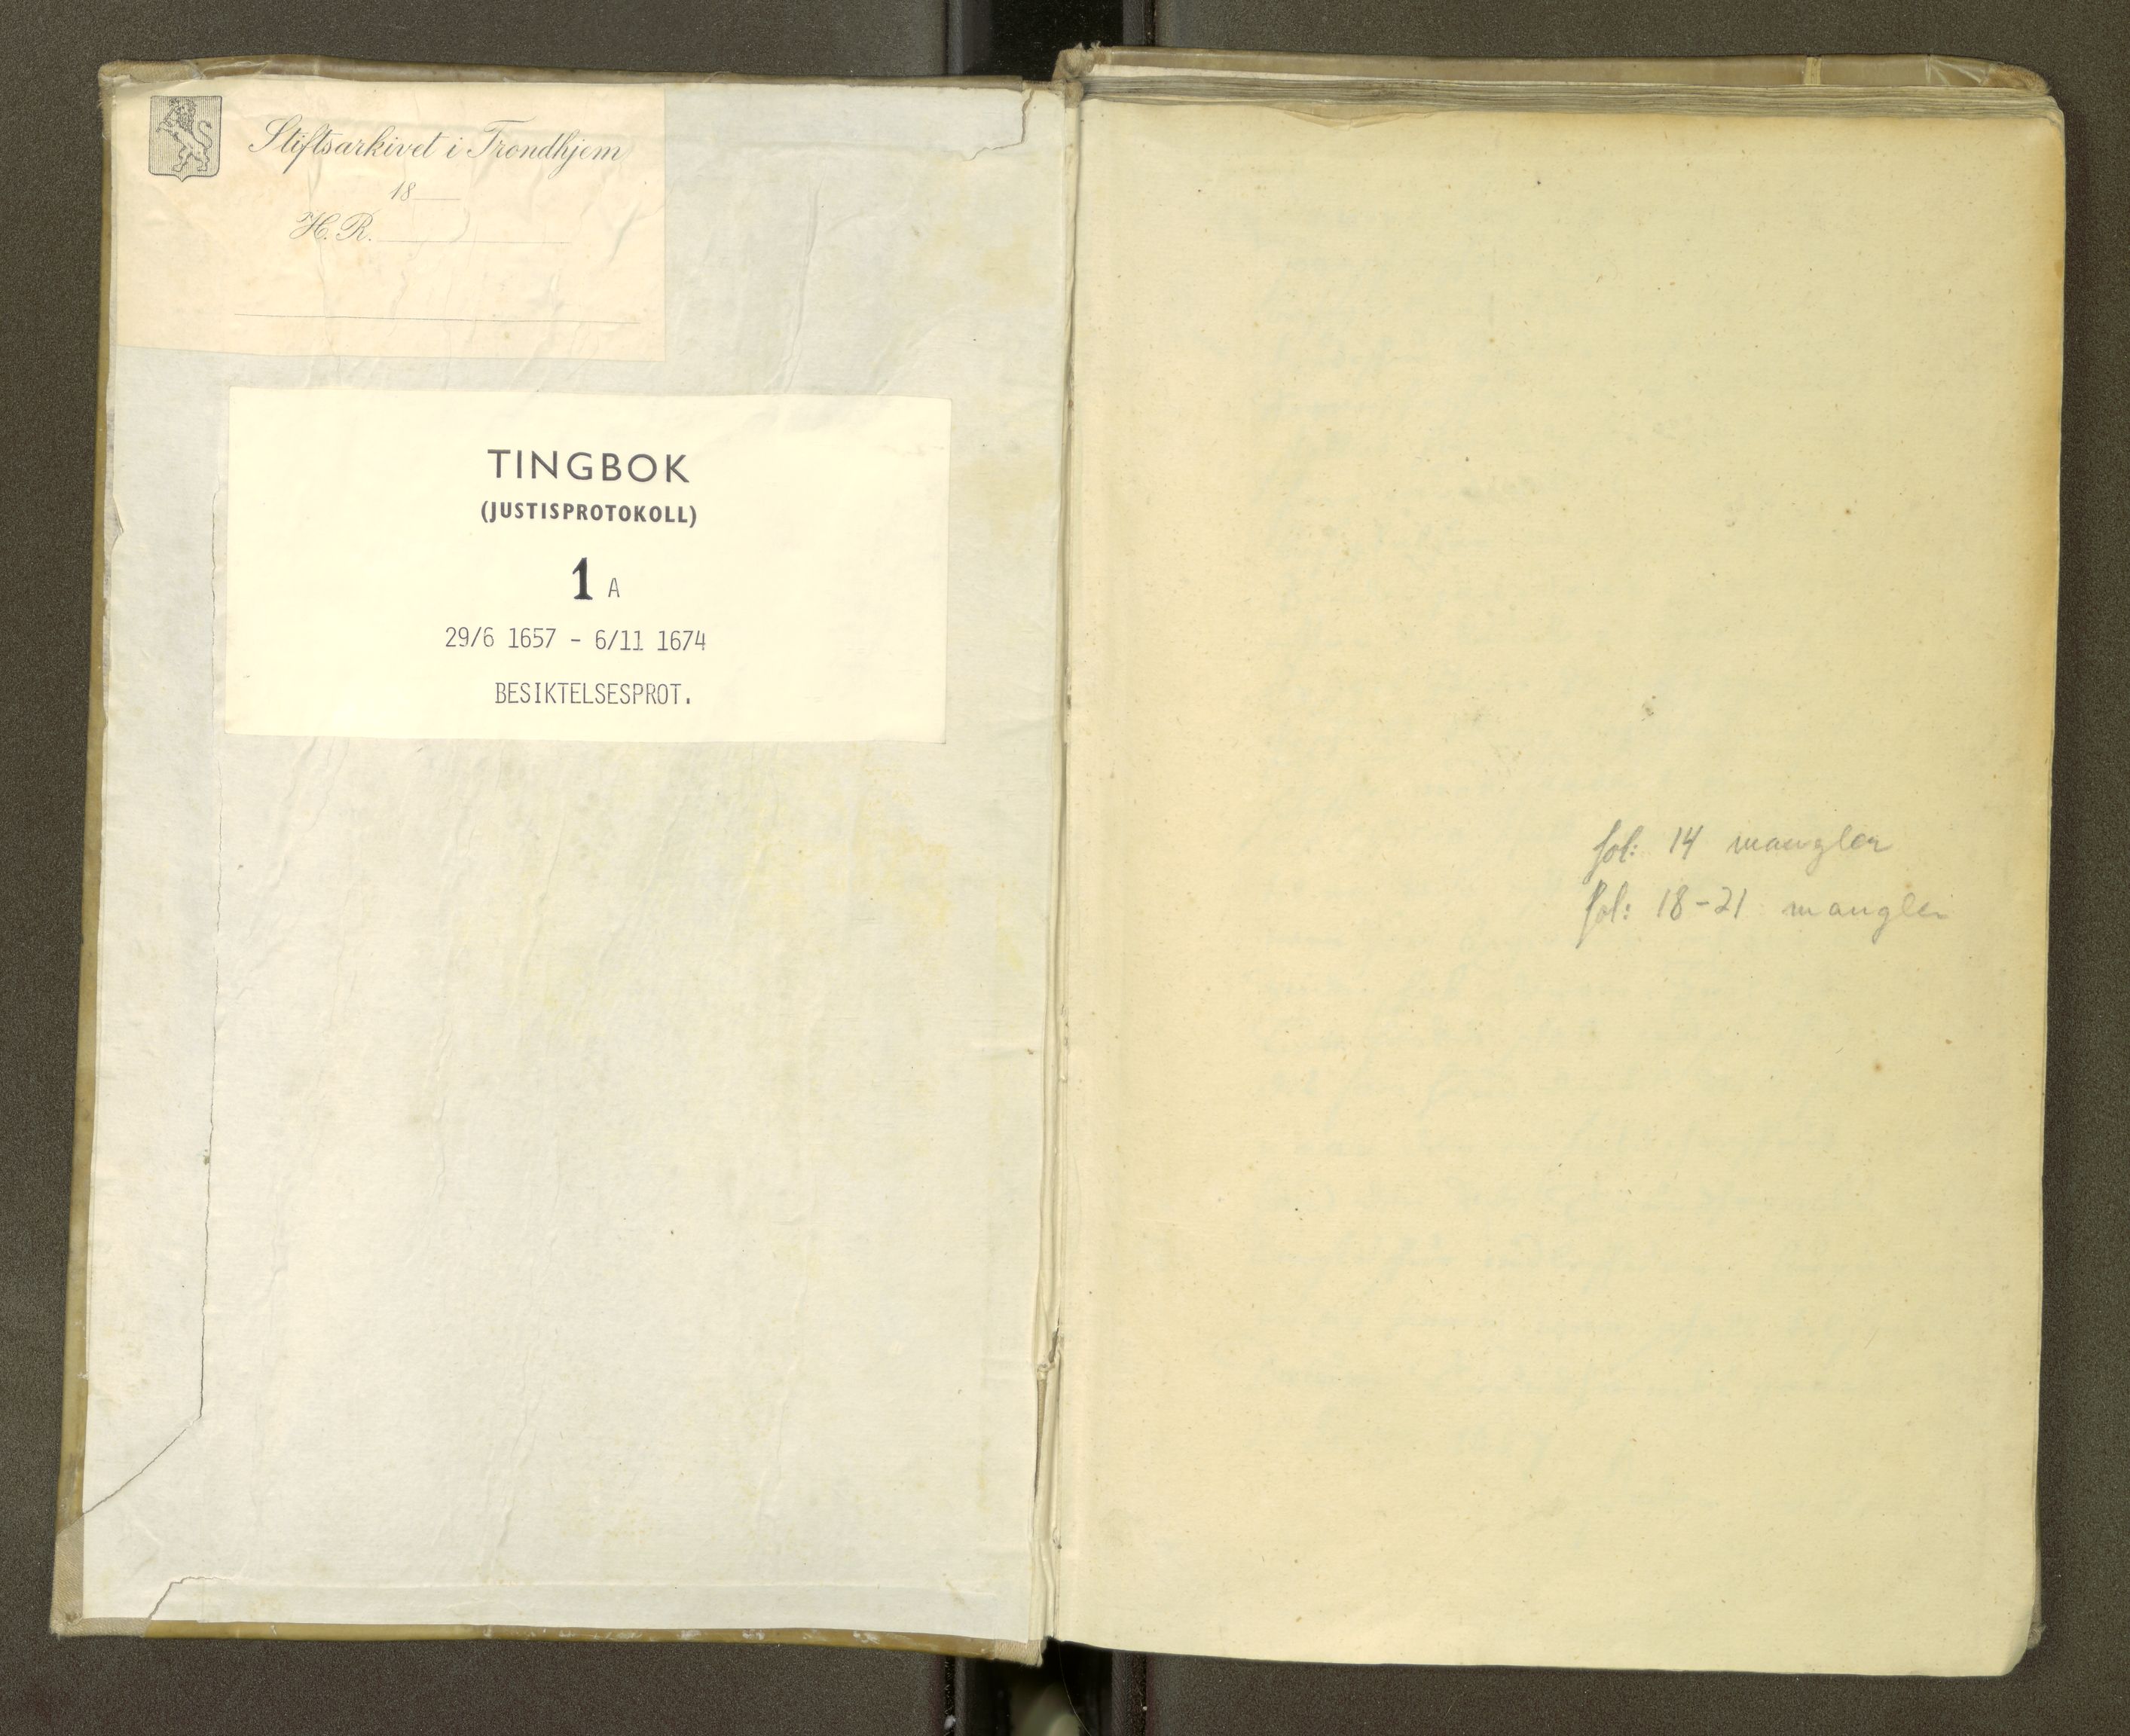 Stiftsarkivet i Trondhjem
18
H. R.
TINGBOK
(JUSTISPROTOKOLL)
1 A
29/6 1657 - 6/11 1674
BESIKTELSESPROT.
fol: 14 mangler
fol: 18-21 mangler